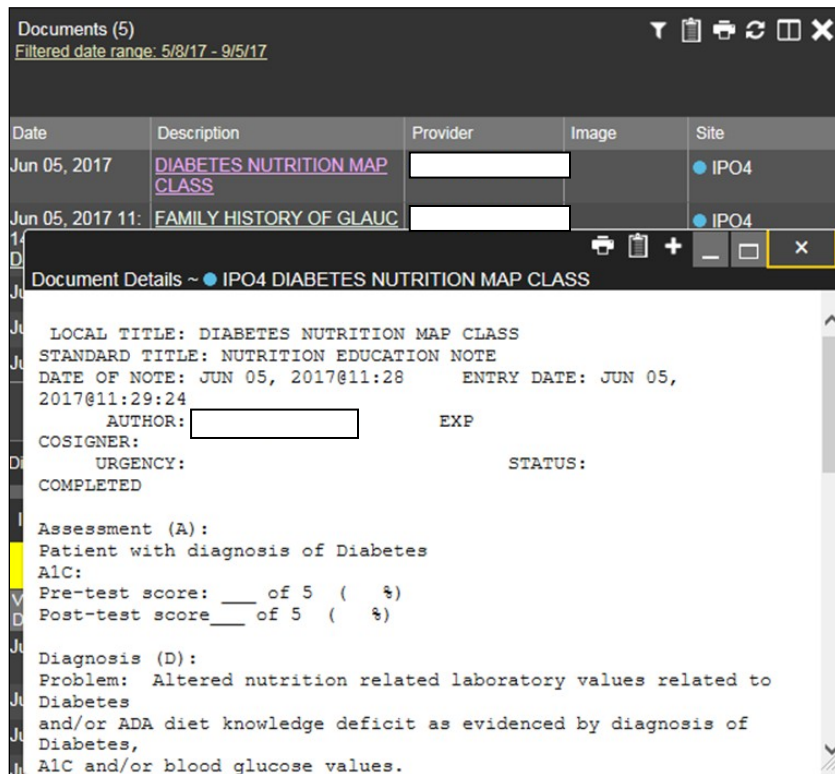 Documents (5)
Filtered date range: 5/8/17 - 9/5/17
Date Description Provider Image Site
Jun 05, 2017 DIABETES NUTRITION MAP IPO4
CLASS
Jun 05, 2017 11: FAMILY HISTORY OF GLAUC IPO4
Document Details ~ IPO4 DIABETES NUTRITION MAP CLASS
LOCAL TITLE: DIABETES NUTRITION MAP CLASS
STANDARD TITLE: NUTRITION EDUCATION NOTE
DATE OF NOTE: JUN 05, 2017@11:28 ENTRY DATE: JUN 05,
2017@11:29:24
AUTHOR: EXP
COSIGNER:
URGENCY: STATUS:
COMPLETED
Assessment (A):
Patient with diagnosis of Diabetes
A1C:
Pre-test score: ___ of 5 ( %)
Post-test score___ of 5 ( %)
Diagnosis (D):
Problem: Altered nutrition related laboratory values related to
Diabetes
and/or ADA diet knowledge deficit as evidenced by diagnosis of
Diabetes,
A1C and/or blood glucose values.